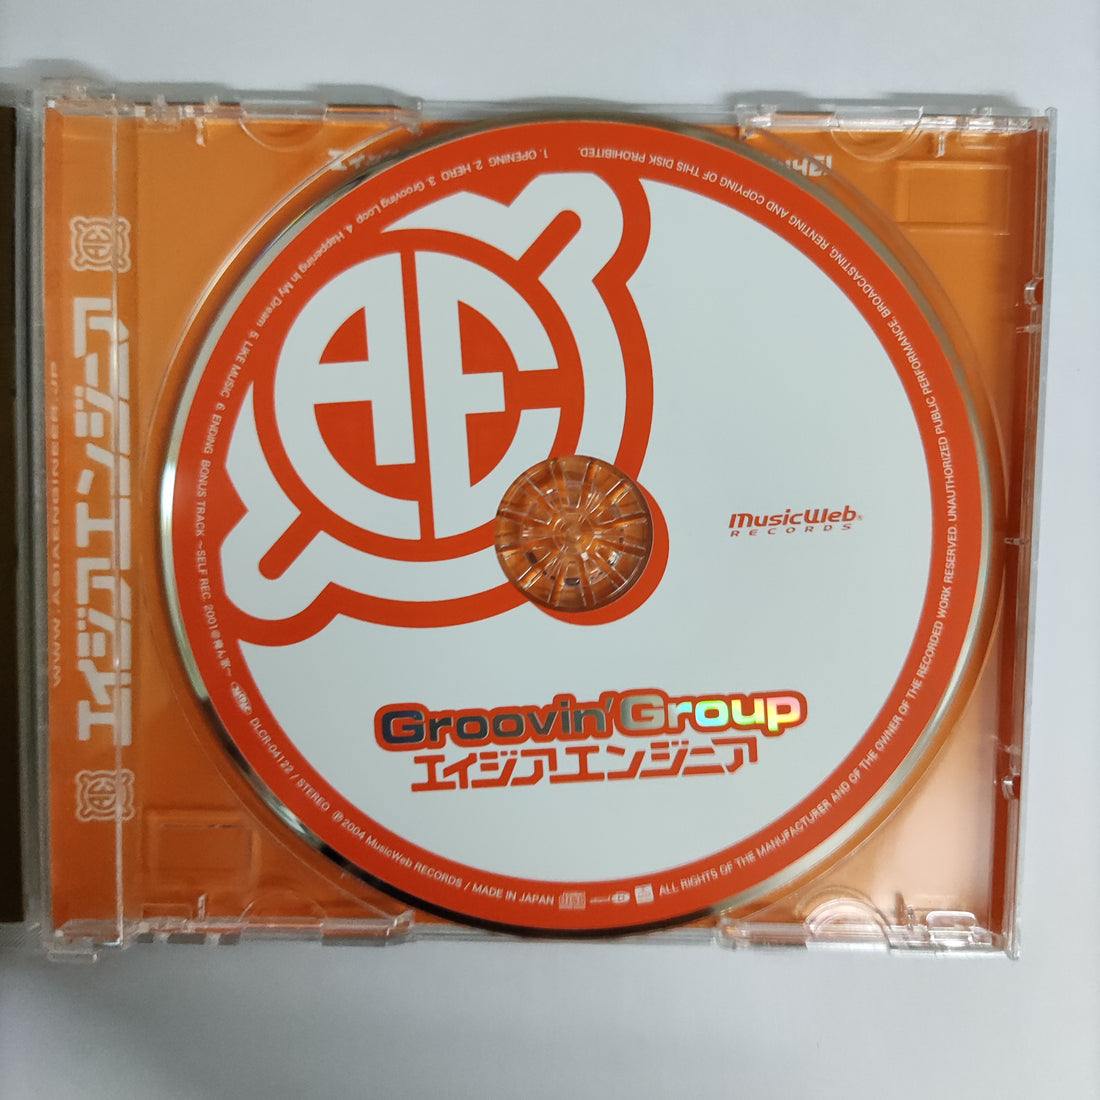 AE
MusicWeb®
RECORDS
Groovin' Group
エイジアエンジニア
1. OPENING 2. HERO 3. Grooving Loop 4. Happening In My Dream 5. LIKE MUSIC 6. ENDING BONUS TRACK ～SELF REC. 2001@
DLCR-04122 / STEREO ℗2004 MusicWeb RECORDS / MADE IN JAPAN
ALL RIGHTS OF THE MANUFACTURER AND OF THE OWNER OF THE RECORDED WORK RESERVED. UNAUTHORIZED PUBLIC PERFORMANCE, BROADCASTING, RENTING AND COPYING OF THIS DISK PROHIBITED.
エイジアエンジニア
WWW.ASIAENGINEER.JP